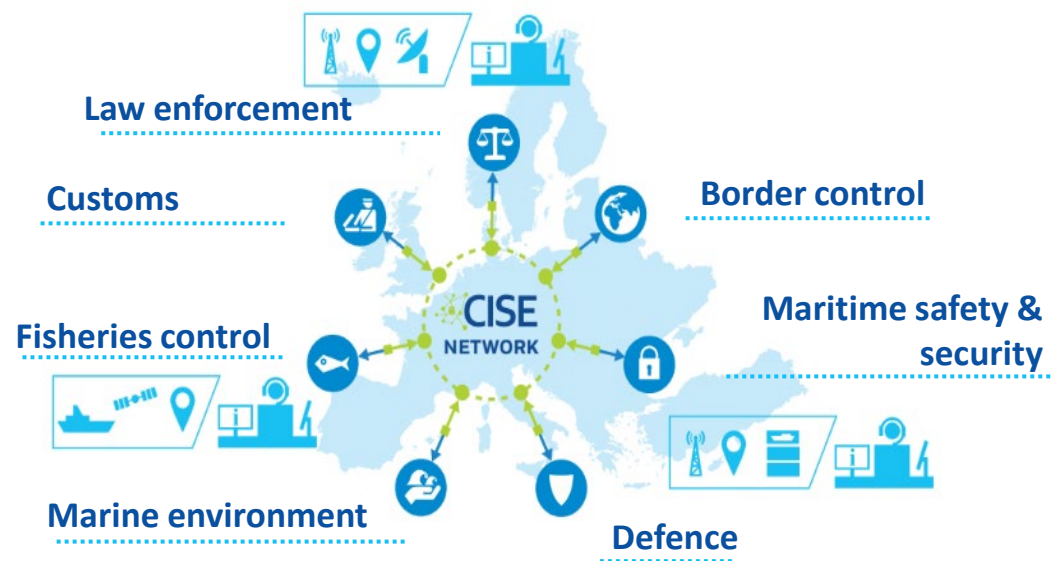 Law enforcement
Customs
Border control
CISE
NETWORK
Maritime safety &
security
Fisheries control
Marine environment
Defence